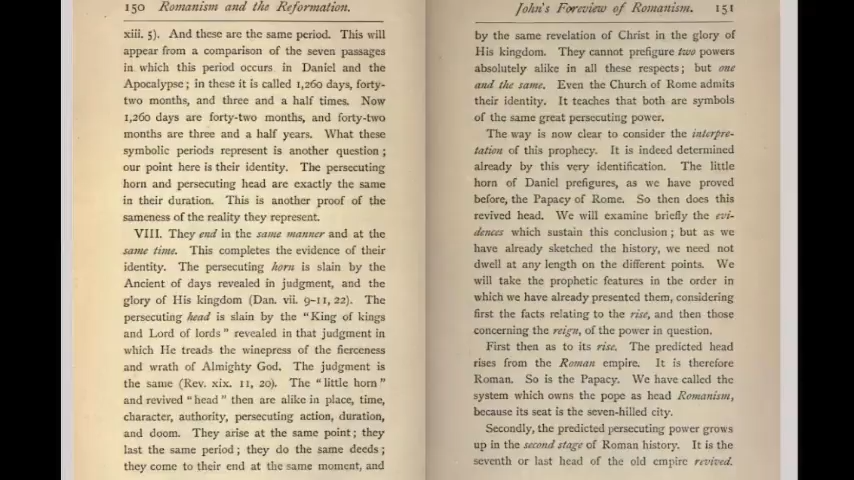 150 Romanism and the Reformation.
xiii. 5). And these are the same period. This will
appear from a comparison of the seven passages
in which this period occurs in Daniel and the
Apocalypse; in these it is called 1,260 days, forty-
two months, and three and a half times. Now
1,260 days are forty-two months, and forty-two
months are three and a half years. What these
symbolic periods represent is another question;
our point here is their identity. The persecuting
horn and persecuting head are exactly the same
in their duration. This is another proof of the
sameness of the reality they represent.
VIII. They end in the same manner and at the
same time. This completes the evidence of their
identity. The persecuting horn is slain by the
Ancient of days revealed in judgment, and the
glory of His kingdom (Dan. vii. 9-11, 22). The
persecuting head is slain by the "King of kings
and Lord of lords" revealed in that judgment in
which He treads the winepress of the fierceness
and wrath of Almighty God. The judgment is
the same (Rev. xix. 11, 20). The "little horn"
and revived "head" then are alike in place, time,
character, authority, persecuting action, duration,
and doom. They arise at the same point; they
last the same period; they do the same deeds;
they come to their end at the same moment, and
John's Foreview of Romanism. 151
by the same revelation of Christ in the glory of
His kingdom. They cannot prefigure two powers
absolutely alike in all these respects; but one
and the same. Even the Church of Rome admits
their identity. It teaches that both are symbols
of the same great persecuting power.
The way is now clear to consider the interpre-
tation of this prophecy. It is indeed determined
already by this very identification. The little
horn of Daniel prefigures, as we have proved
before, the Papacy of Rome. So then does this
revived head. We will examine briefly the evi-
dences which sustain this conclusion; but as we
have already sketched the history, we need not
dwell at any length on the different points. We
will take the prophetic features in the order in
which we have already presented them, considering
first the facts relating to the rise, and then those
concerning the reign, of the power in question.
First then as to its rise. The predicted head
rises from the Roman empire. It is therefore
Roman. So is the Papacy. We have called the
system which owns the pope as head Romanism,
because its seat is the seven-hilled city.
Secondly, the predicted persecuting power grows
up in the second stage of Roman history. It is the
seventh or last head of the old empire revived.